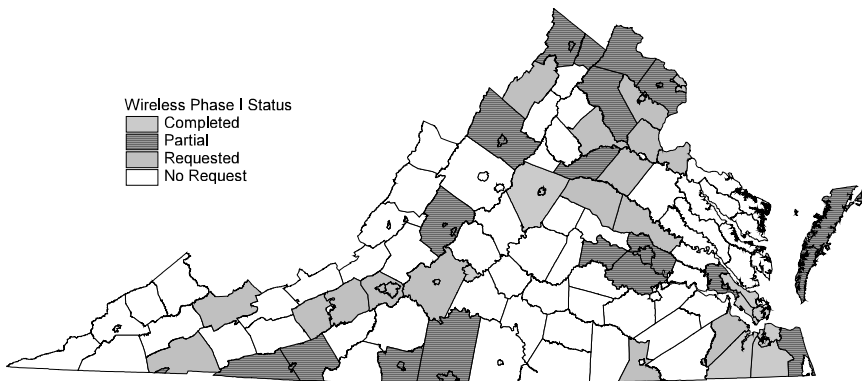 Wireless Phase I Status
Completed
Partial
Requested
No Request